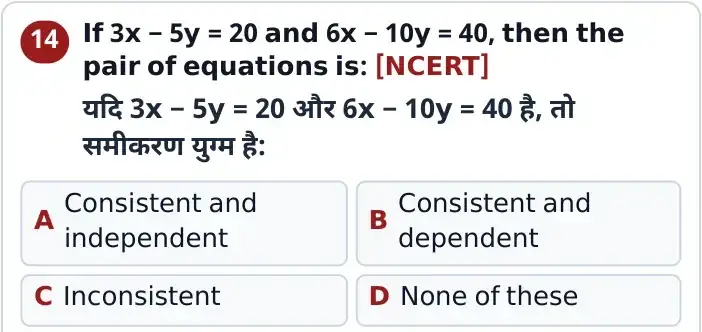 14 If 3x − 5y = 20 and 6x − 10y = 40, then the
pair of equations is: [NCERT]
यदि 3x − 5y = 20 और 6x − 10y = 40 है, तो
समीकरण युग्म है:
A Consistent and
independent
B Consistent and
dependent
C Inconsistent
D None of these